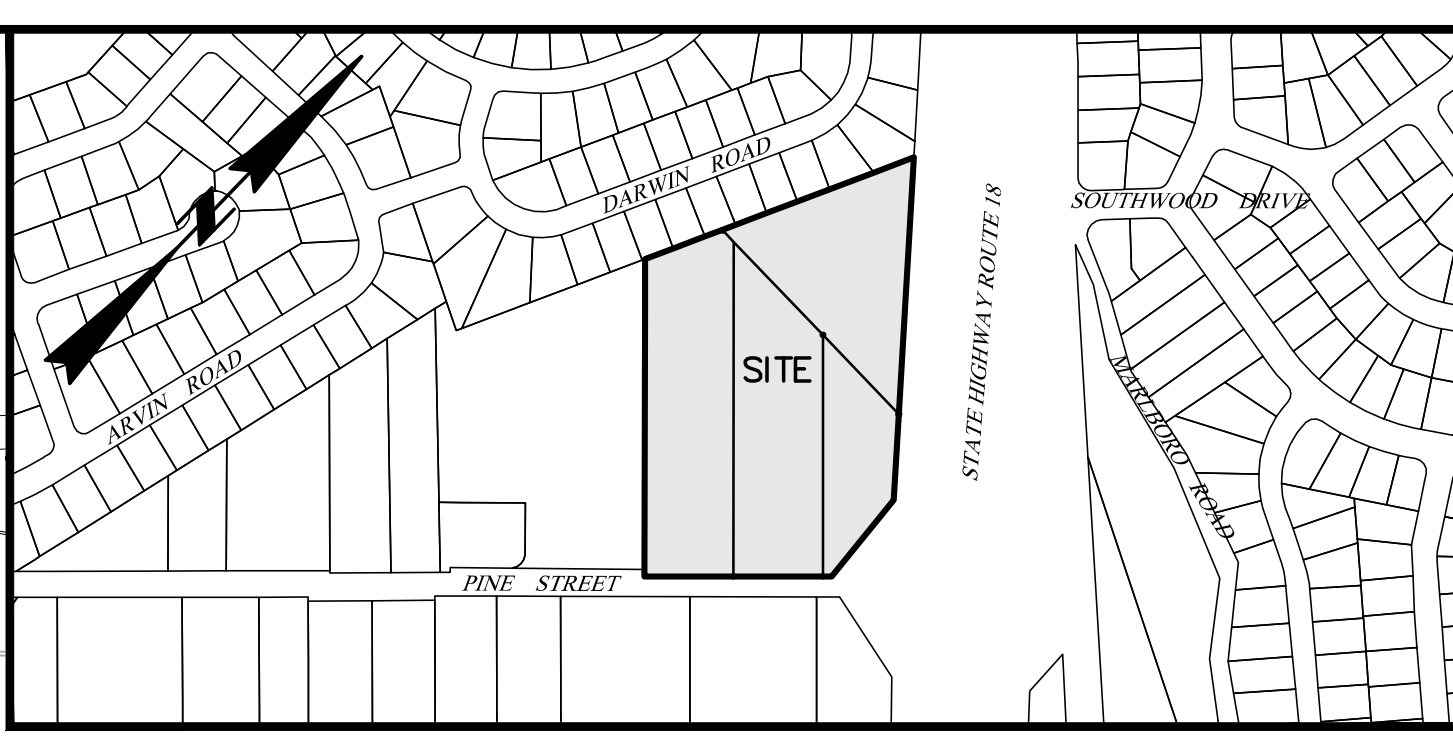 DARWIN ROAD
SOUTHWOOD DRIVE
STATE HIGHWAY ROUTE 18
N
SITE
ARVIN ROAD
MARLBORO ROAD
PINE STREET